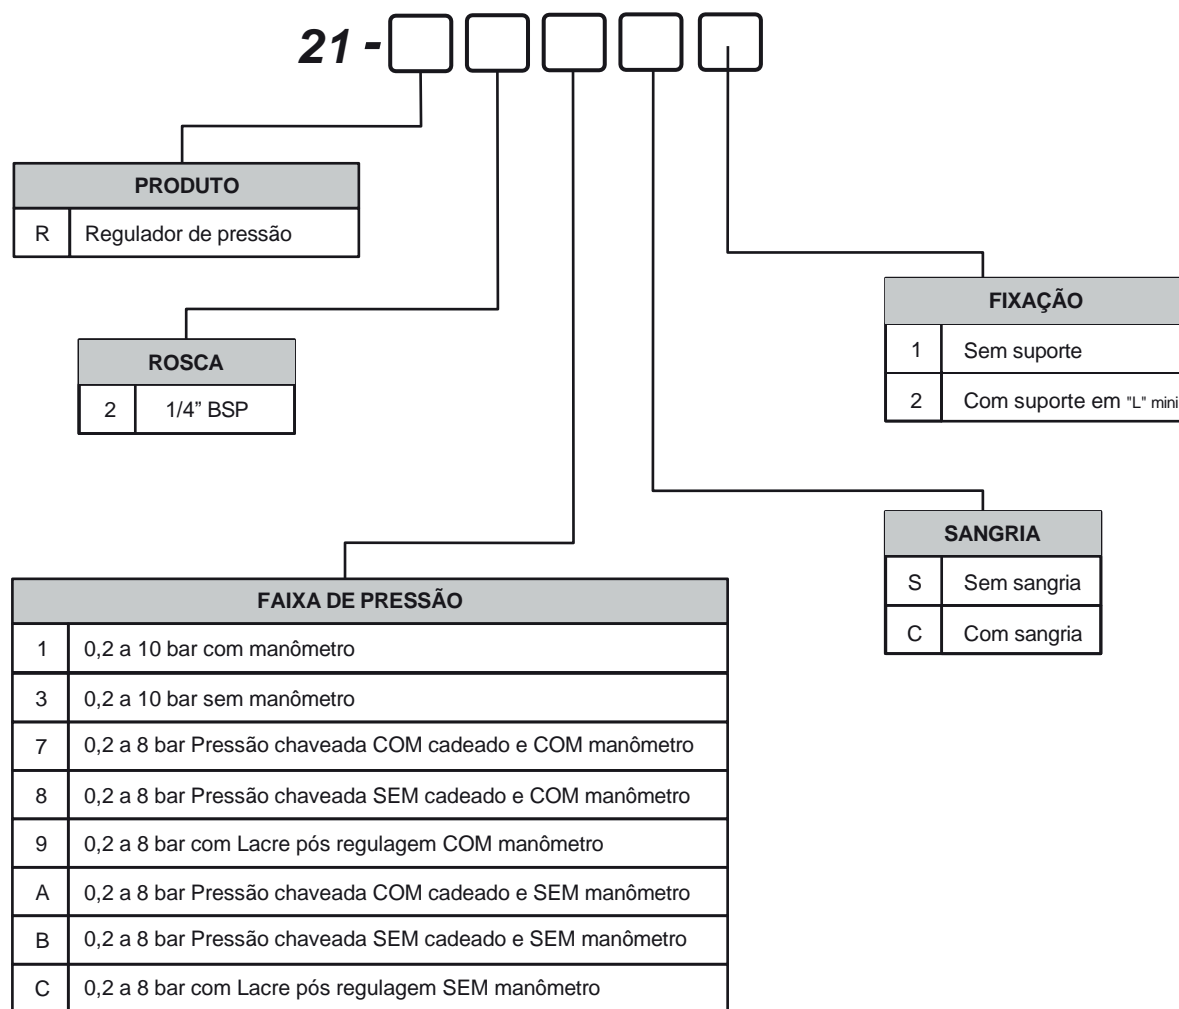 21 -
PRODUTO
R Regulador de pressão
ROSCA
2 1/4” BSP
FIXAÇÃO
1 Sem suporte
2 Com suporte em "L" mini
SANGRIA
S Sem sangria
C Com sangria
FAIXA DE PRESSÃO
1 0,2 a 10 bar com manômetro
3 0,2 a 10 bar sem manômetro
7 0,2 a 8 bar Pressão chaveada COM cadeado e COM manômetro
8 0,2 a 8 bar Pressão chaveada SEM cadeado e COM manômetro
9 0,2 a 8 bar com Lacre pós regulagem COM manômetro
A 0,2 a 8 bar Pressão chaveada COM cadeado e SEM manômetro
B 0,2 a 8 bar Pressão chaveada SEM cadeado e SEM manômetro
C 0,2 a 8 bar com Lacre pós regulagem SEM manômetro